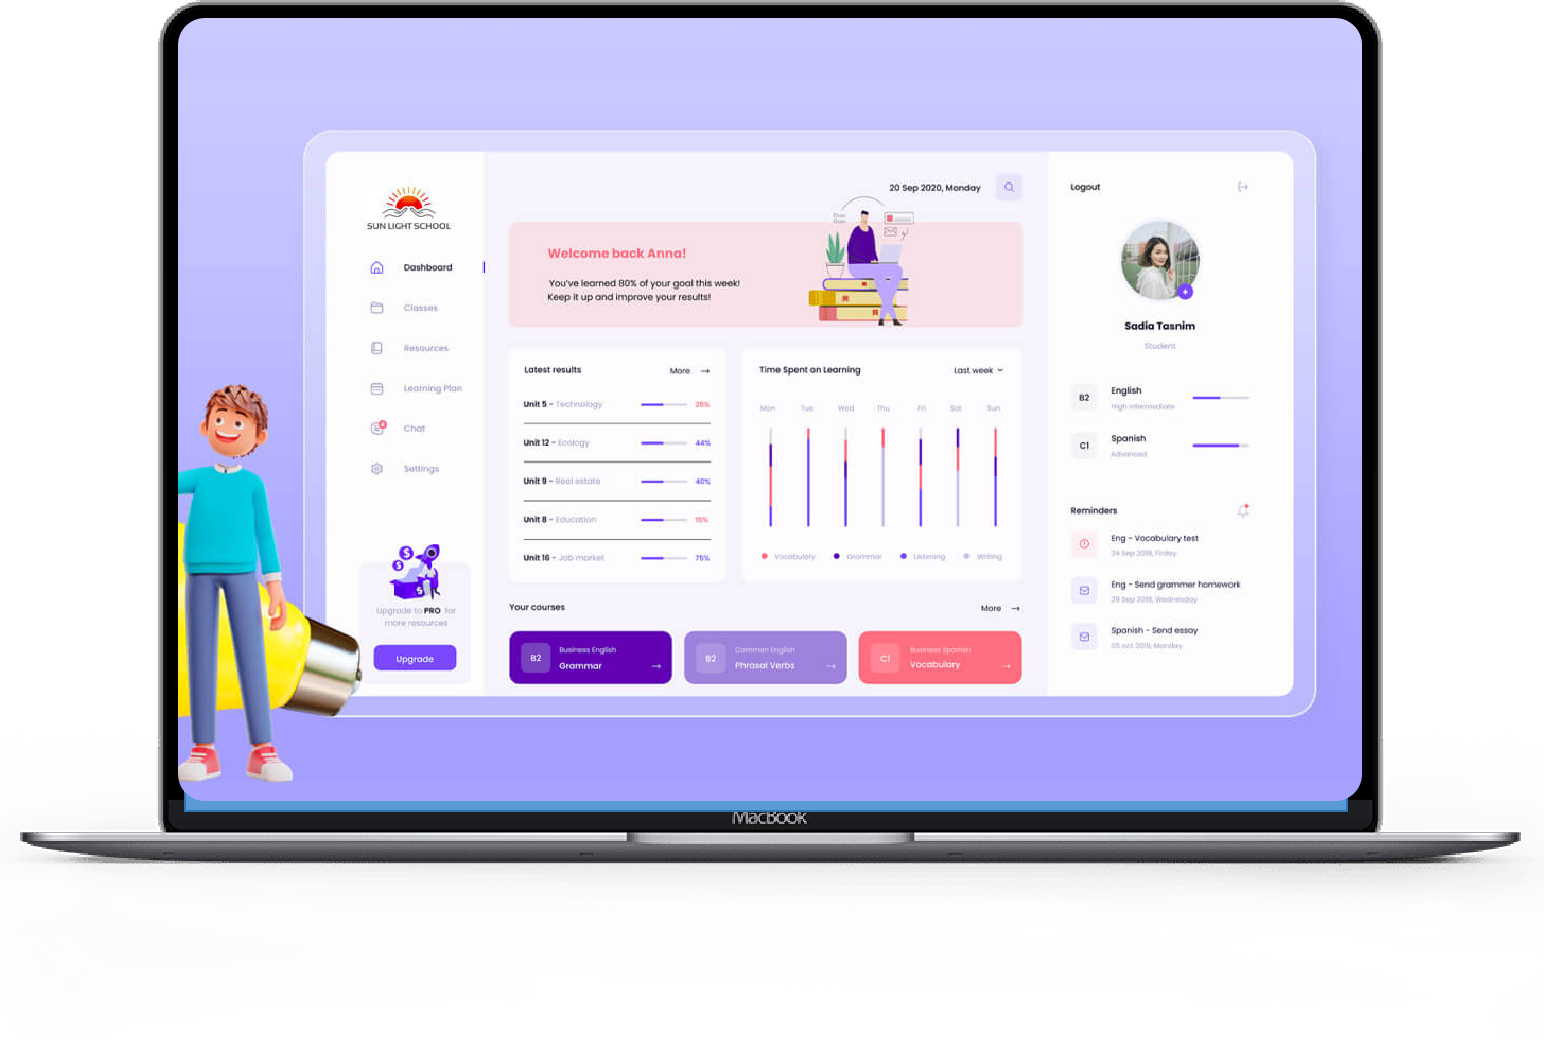 SUN LIGHT SCHOOL
Dashboard
Classes
Resources
Learning Plan
4
Chat
Settings
Upgrade to PRO for
more resources
Upgrade
20 Sep 2020, Monday
Welcome back Anna!
You've learned 80% of your goal this week!
Keep it up and improve your results!
Latest results
More →
Unit 5 – Technology 25%
Unit 12 – Ecology 44%
Unit 9 – Real estate 40%
Unit 8 – Education 15%
Unit 16 – Job market 75%
Time Spent on Learning
Last week
Mon Tue Wed Thu Fri Sat Sun
Vocabulary Grammar Listening Writing
Your courses
More →
B2
Business English
Grammar →
B2
Common English
Phrasal Verbs →
C1
Business Spanish
Vocabulary →
Logout
Sadia Tasnim
Student
B2
English
High-Intermediate
C1
Spanish
Advanced
Reminders
Eng - Vocabulary test
24 Sep 2019, Friday
Eng - Send grammer homework
29 Sep 2019, Wednesday
Spanish - Send essay
05 oct 2019, Monday
MacBook